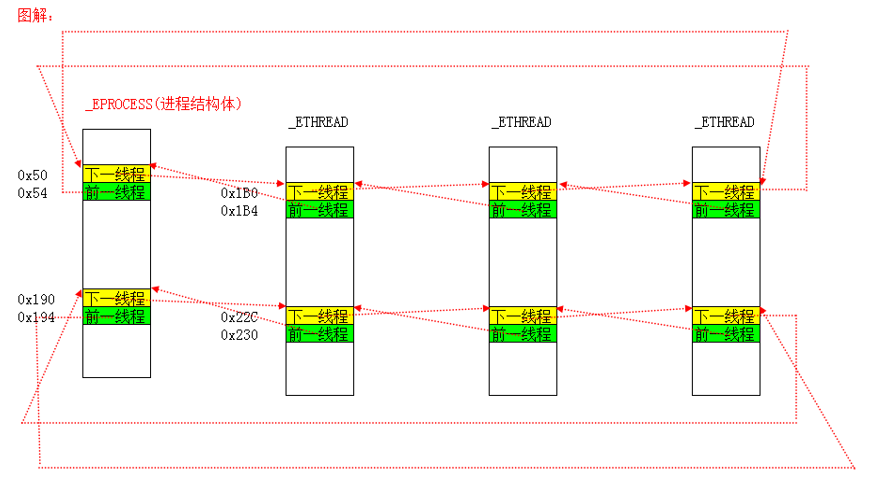 图解：
_EPROCESS(进程结构体)
_ETHREAD
_ETHREAD
_ETHREAD
0x50
下一线程
0x54
前一线程
0x1B0
下一线程
下一线程
下一线程
0x1B4
前一线程
前一线程
前一线程
0x190
下一线程
0x194
前一线程
0x22C
下一线程
下一线程
下一线程
0x230
前一线程
前一线程
前一线程